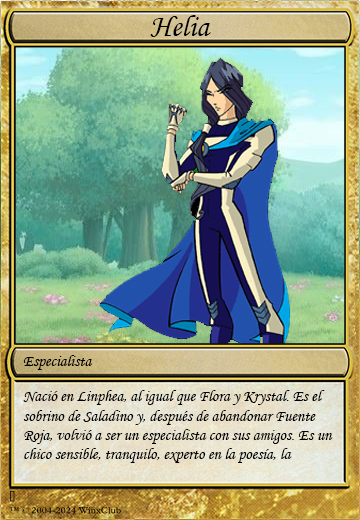 Helia
Especialista
Nació en Linphea, al igual que Flora y Krystal. Es el
sobrino de Saladino y, después de abandonar Fuente
Roja, volvió a ser un especialista con sus amigos. Es un
chico sensible, tranquilo, experto en la poesía, la
™ © 2004-2024 WinxClub